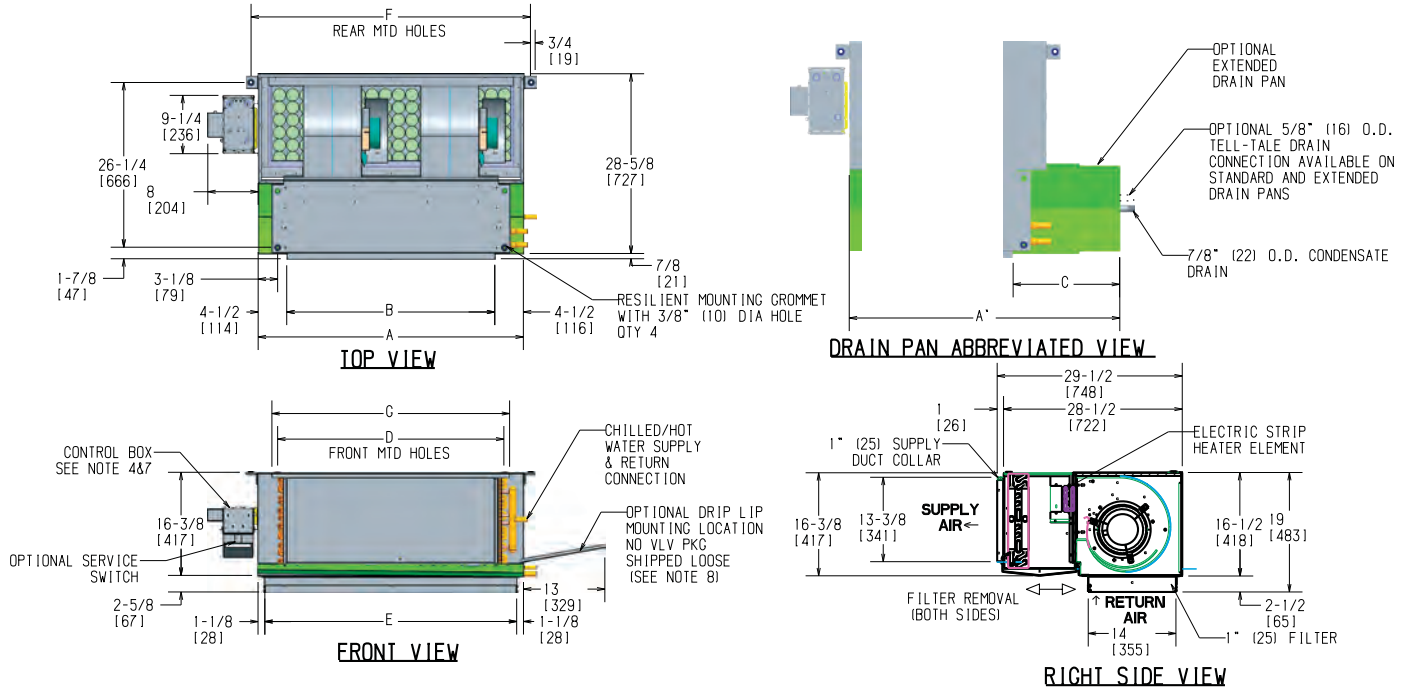 F
REAR MTD HOLES
3/4
[19]
9-1/4
[236]
26-1/4
[666]
8
[204]
28-5/8
[727]
1-7/8
[47]
3-1/8
[79]
4-1/2
[114]
B
A
7/8
[21]
4-1/2
[116]
RESILIENT MOUNTING GROMMET
WITH 3/8" (10) DIA HOLE
QTY 4
TOP VIEW
OPTIONAL
EXTENDED
DRAIN PAN
OPTIONAL 5/8" (16) O.D.
TELL-TALE DRAIN
CONNECTION AVAILABLE ON
STANDARD AND EXTENDED
DRAIN PANS
7/8" (22) O.D. CONDENSATE
DRAIN
C
A'
DRAIN PAN ABBREVIATED VIEW
G
D
FRONT MTD HOLES
CONTROL BOX
SEE NOTE 4&7
16-3/8
[417]
OPTIONAL SERVICE
SWITCH
2-5/8
[67]
1-1/8
[28]
E
1-1/8
[28]
13
[329]
CHILLED/HOT
WATER SUPPLY
& RETURN
CONNECTION
OPTIONAL DRIP LIP
MOUNTING LOCATION
NO VLV PKG
SHIPPED LOOSE
(SEE NOTE 8)
FRONT VIEW
29-1/2
[748]
1
[26]
28-1/2
[722]
1" (25) SUPPLY
DUCT COLLAR
ELECTRIC STRIP
HEATER ELEMENT
16-3/8
[417]
13-3/8
[341]
SUPPLY
AIR←
16-1/2
[418]
19
[483]
FILTER REMOVAL
(BOTH SIDES)
↑ RETURN
AIR
14
[355]
2-1/2
[65]
1" (25) FILTER
RIGHT SIDE VIEW